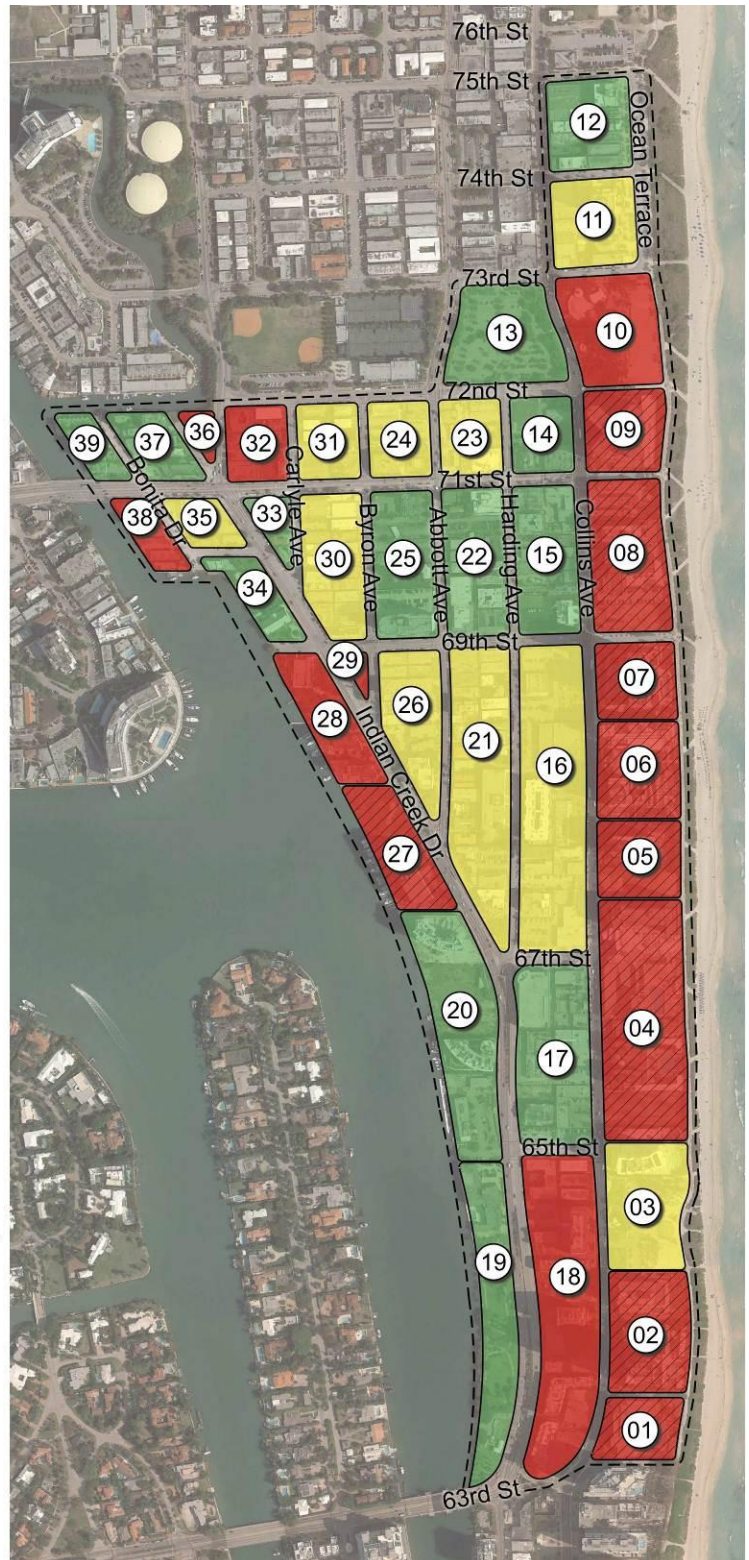 76th St
75th St
Ocean Terrace
12
74th St
11
73rd St
10
13
72nd St
39
37
36
32
31
24
23
14
09
71st St
Bonita Dr
Carlyle Ave
Byron Ave
Abbott Ave
Harding Ave
Collins Ave
38
35
33
30
25
22
15
08
34
69th St
29
28
26
21
16
07
06
Indian Creek Dr
27
05
67th St
20
17
04
65th St
03
19
18
02
01
63rd St